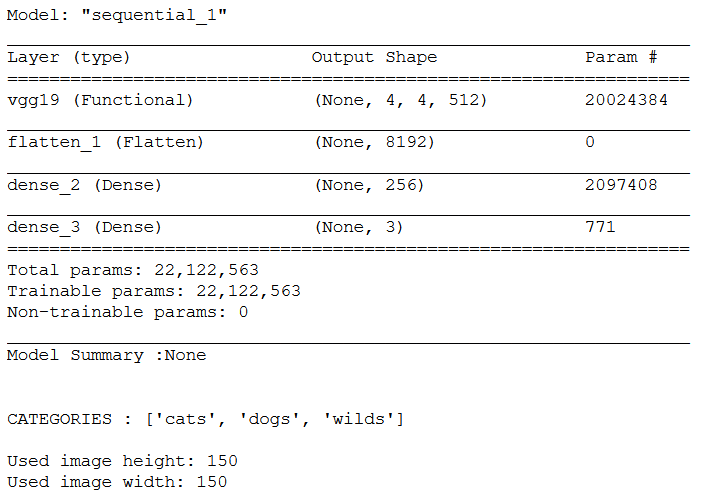 Model: "sequential_1"
Layer (type) Output Shape Param #
=================================================================
vgg19 (Functional) (None, 4, 4, 512) 20024384
flatten_1 (Flatten) (None, 8192) 0
dense_2 (Dense) (None, 256) 2097408
dense_3 (Dense) (None, 3) 771
=================================================================
Total params: 22,122,563
Trainable params: 22,122,563
Non-trainable params: 0
Model Summary :None
CATEGORIES : ['cats', 'dogs', 'wilds']
Used image height: 150
Used image width: 150